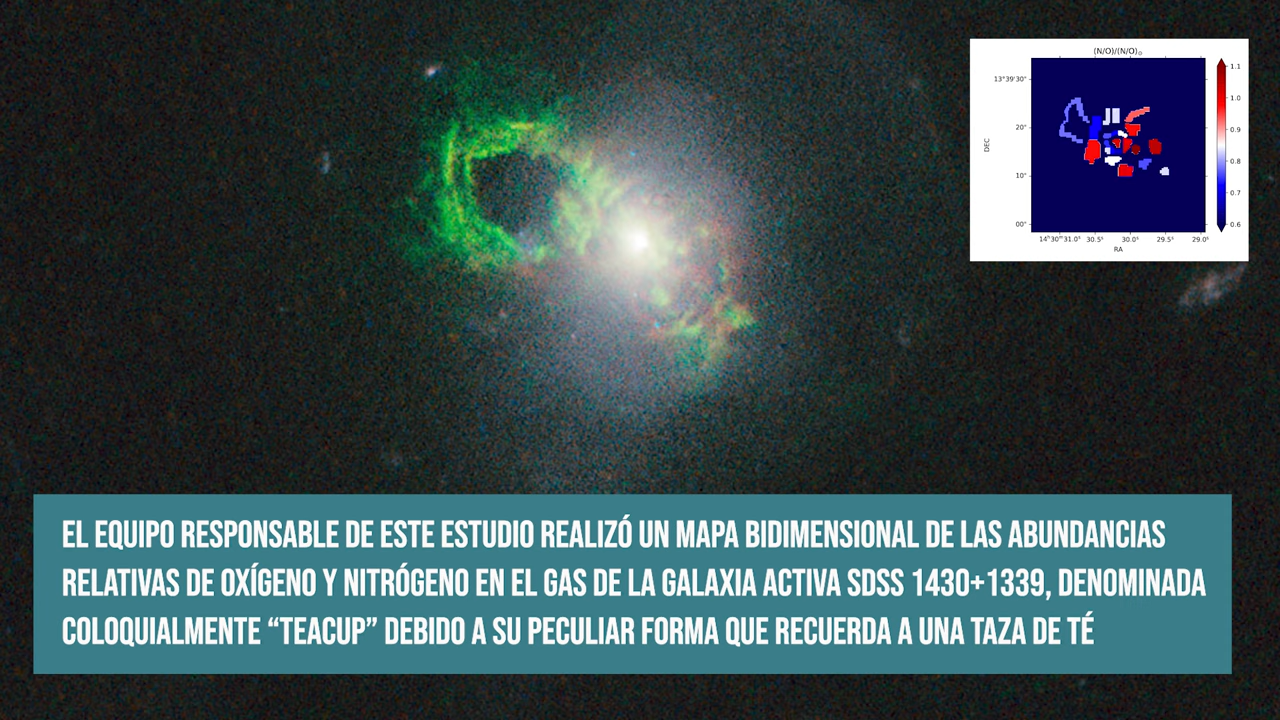 (N/O)/(N/O)⊙
13°39'30"
20"
10"
00"
DEC
14ʰ30ᵐ31.0ˢ 30.5ˢ 30.0ˢ 29.5ˢ 29.0ˢ
RA
1.1
1.0
0.9
0.8
0.7
0.6
EL EQUIPO RESPONSABLE DE ESTE ESTUDIO REALIZÓ UN MAPA BIDIMENSIONAL DE LAS ABUNDANCIAS
RELATIVAS DE OXÍGENO Y NITRÓGENO EN EL GAS DE LA GALAXIA ACTIVA SDSS 1430+1339, DENOMINADA
COLOQUIALMENTE “TEACUP” DEBIDO A SU PECULIAR FORMA QUE RECUERDA A UNA TAZA DE TÉ